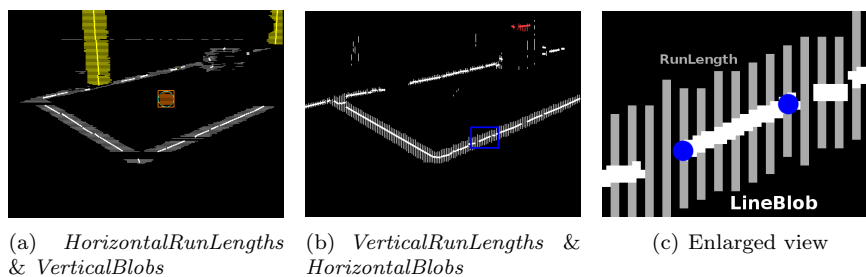 RunLength
LineBlob
(a) HorizontalRunLengths
& VerticalBlobs
(b) VerticalRunLengths &
HorizontalBlobs
(c) Enlarged view